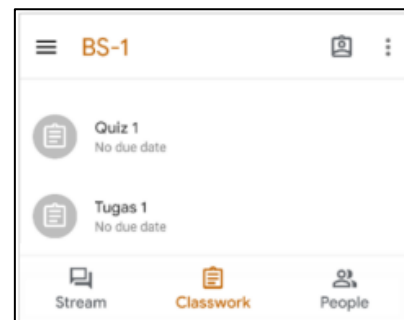 BS-1
Quiz 1
No due date
Tugas 1
No due date
Stream Classwork People